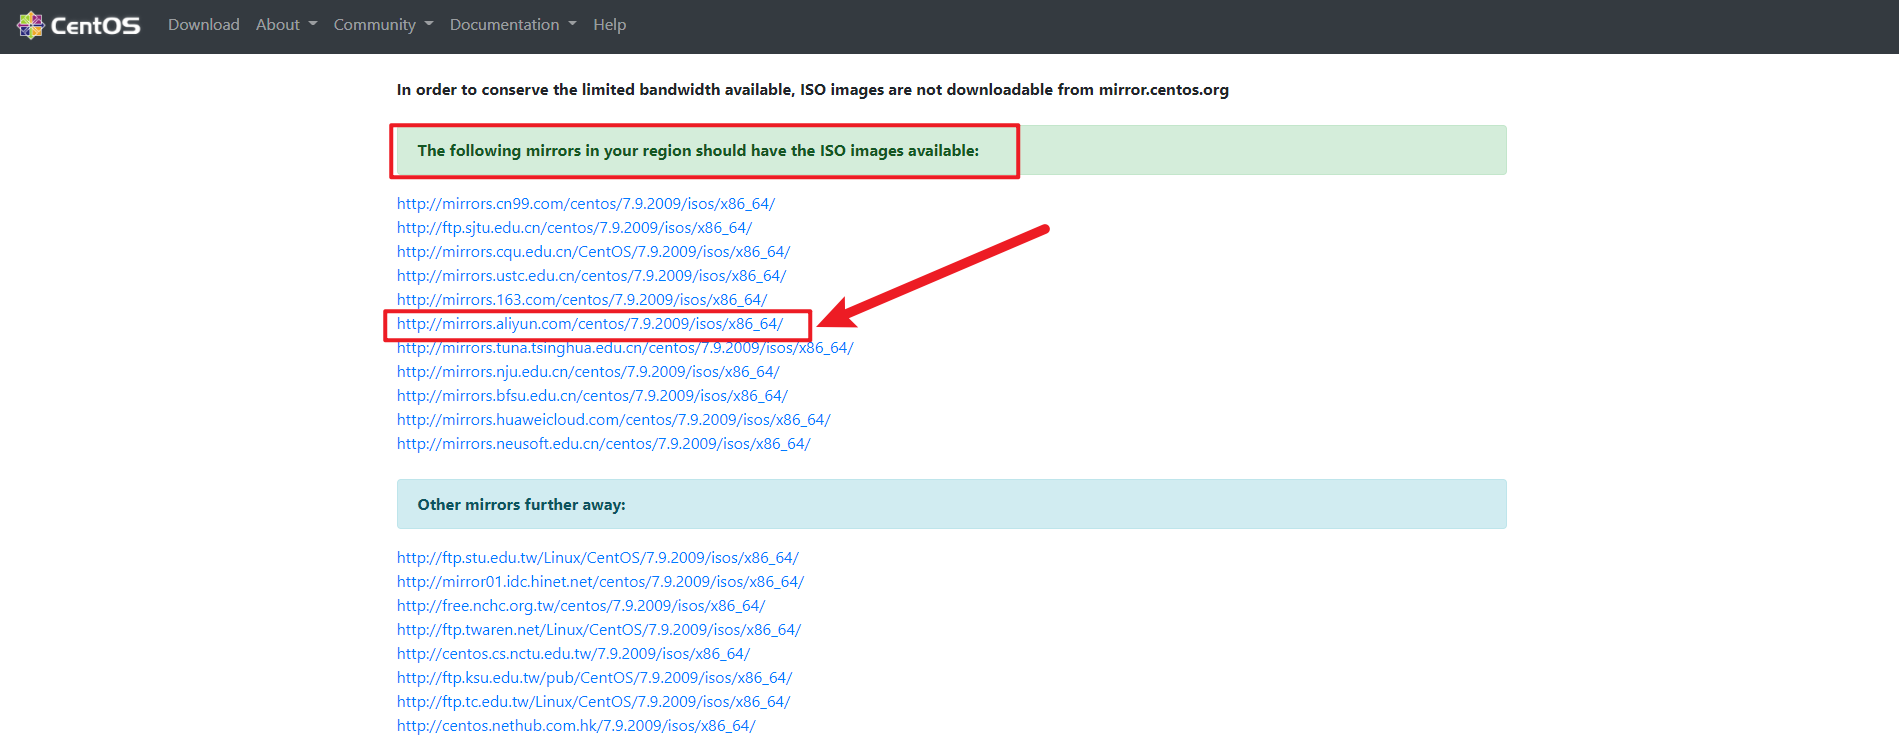 CentOS Download About Community Documentation Help
In order to conserve the limited bandwidth available, ISO images are not downloadable from mirror.centos.org
The following mirrors in your region should have the ISO images available:
http://mirrors.cn99.com/centos/7.9.2009/isos/x86_64/
http://ftp.sjtu.edu.cn/centos/7.9.2009/isos/x86_64/
http://mirrors.cqu.edu.cn/CentOS/7.9.2009/isos/x86_64/
http://mirrors.ustc.edu.cn/centos/7.9.2009/isos/x86_64/
http://mirrors.163.com/centos/7.9.2009/isos/x86_64/
http://mirrors.aliyun.com/centos/7.9.2009/isos/x86_64/
http://mirrors.tuna.tsinghua.edu.cn/centos/7.9.2009/isos/x86_64/
http://mirrors.nju.edu.cn/centos/7.9.2009/isos/x86_64/
http://mirrors.bfsu.edu.cn/centos/7.9.2009/isos/x86_64/
http://mirrors.huaweicloud.com/centos/7.9.2009/isos/x86_64/
http://mirrors.neusoft.edu.cn/centos/7.9.2009/isos/x86_64/
Other mirrors further away:
http://ftp.stu.edu.tw/Linux/CentOS/7.9.2009/isos/x86_64/
http://mirror01.idc.hinet.net/centos/7.9.2009/isos/x86_64/
http://free.nchc.org.tw/centos/7.9.2009/isos/x86_64/
http://ftp.twaren.net/Linux/CentOS/7.9.2009/isos/x86_64/
http://centos.cs.nctu.edu.tw/7.9.2009/isos/x86_64/
http://ftp.ksu.edu.tw/pub/CentOS/7.9.2009/isos/x86_64/
http://ftp.tc.edu.tw/Linux/CentOS/7.9.2009/isos/x86_64/
http://centos.nethub.com.hk/7.9.2009/isos/x86_64/